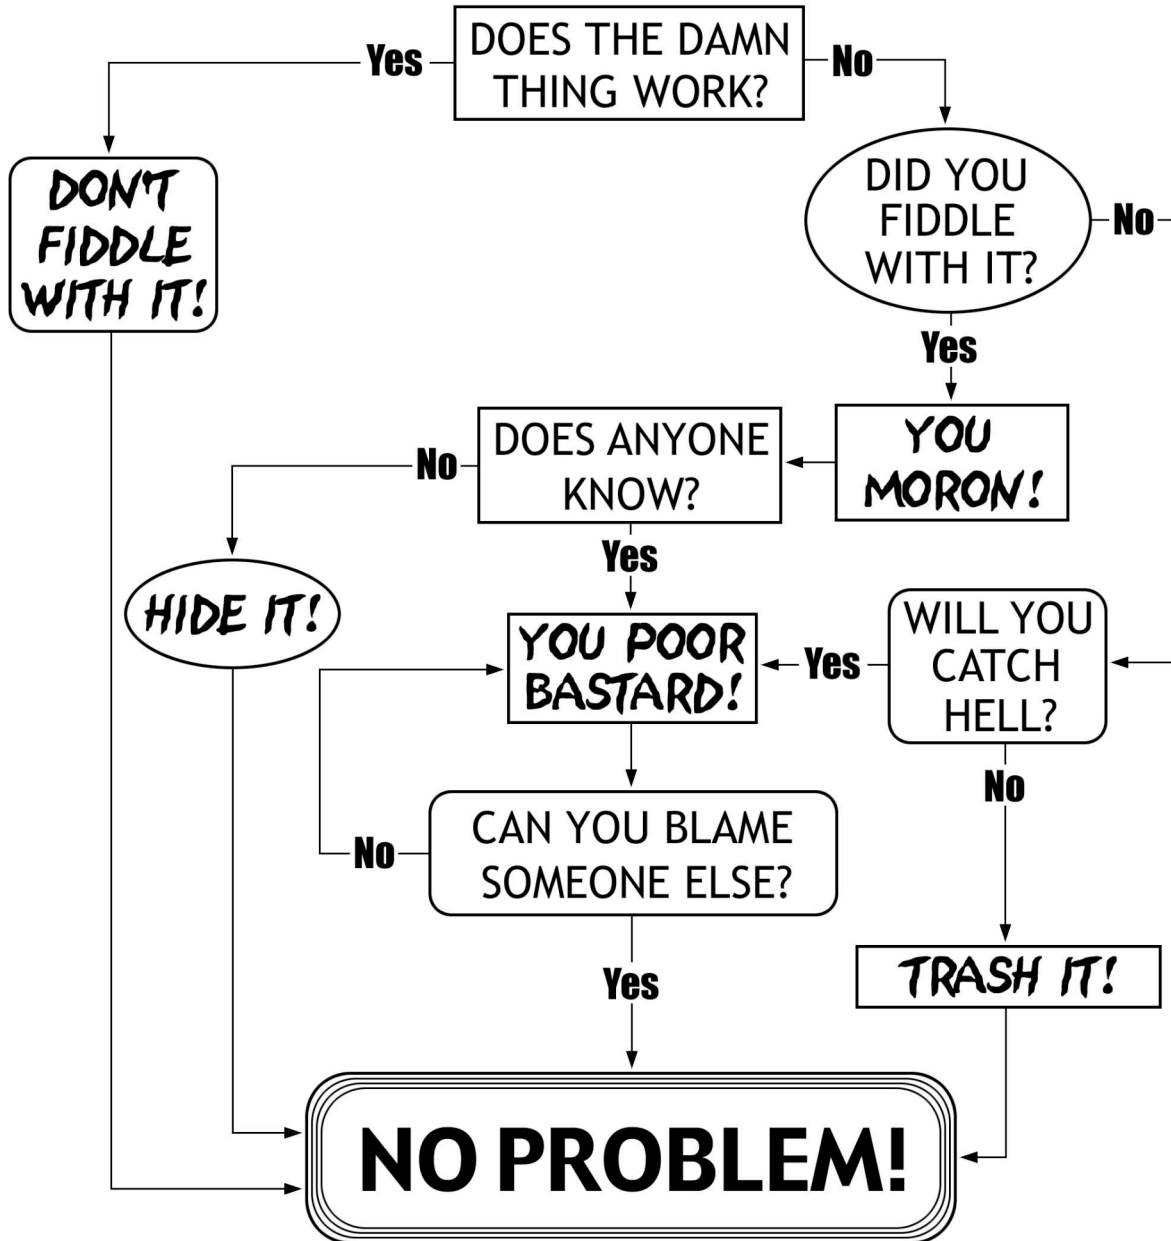 DOES THE DAMN
THING WORK?
Yes
No
DON'T
FIDDLE
WITH IT!
DID YOU
FIDDLE
WITH IT?
No
Yes
YOU
MORON!
DOES ANYONE
KNOW?
No
Yes
HIDE IT!
YOU POOR
BASTARD!
Yes
WILL YOU
CATCH
HELL?
No
CAN YOU BLAME
SOMEONE ELSE?
No
Yes
TRASH IT!
NO PROBLEM!